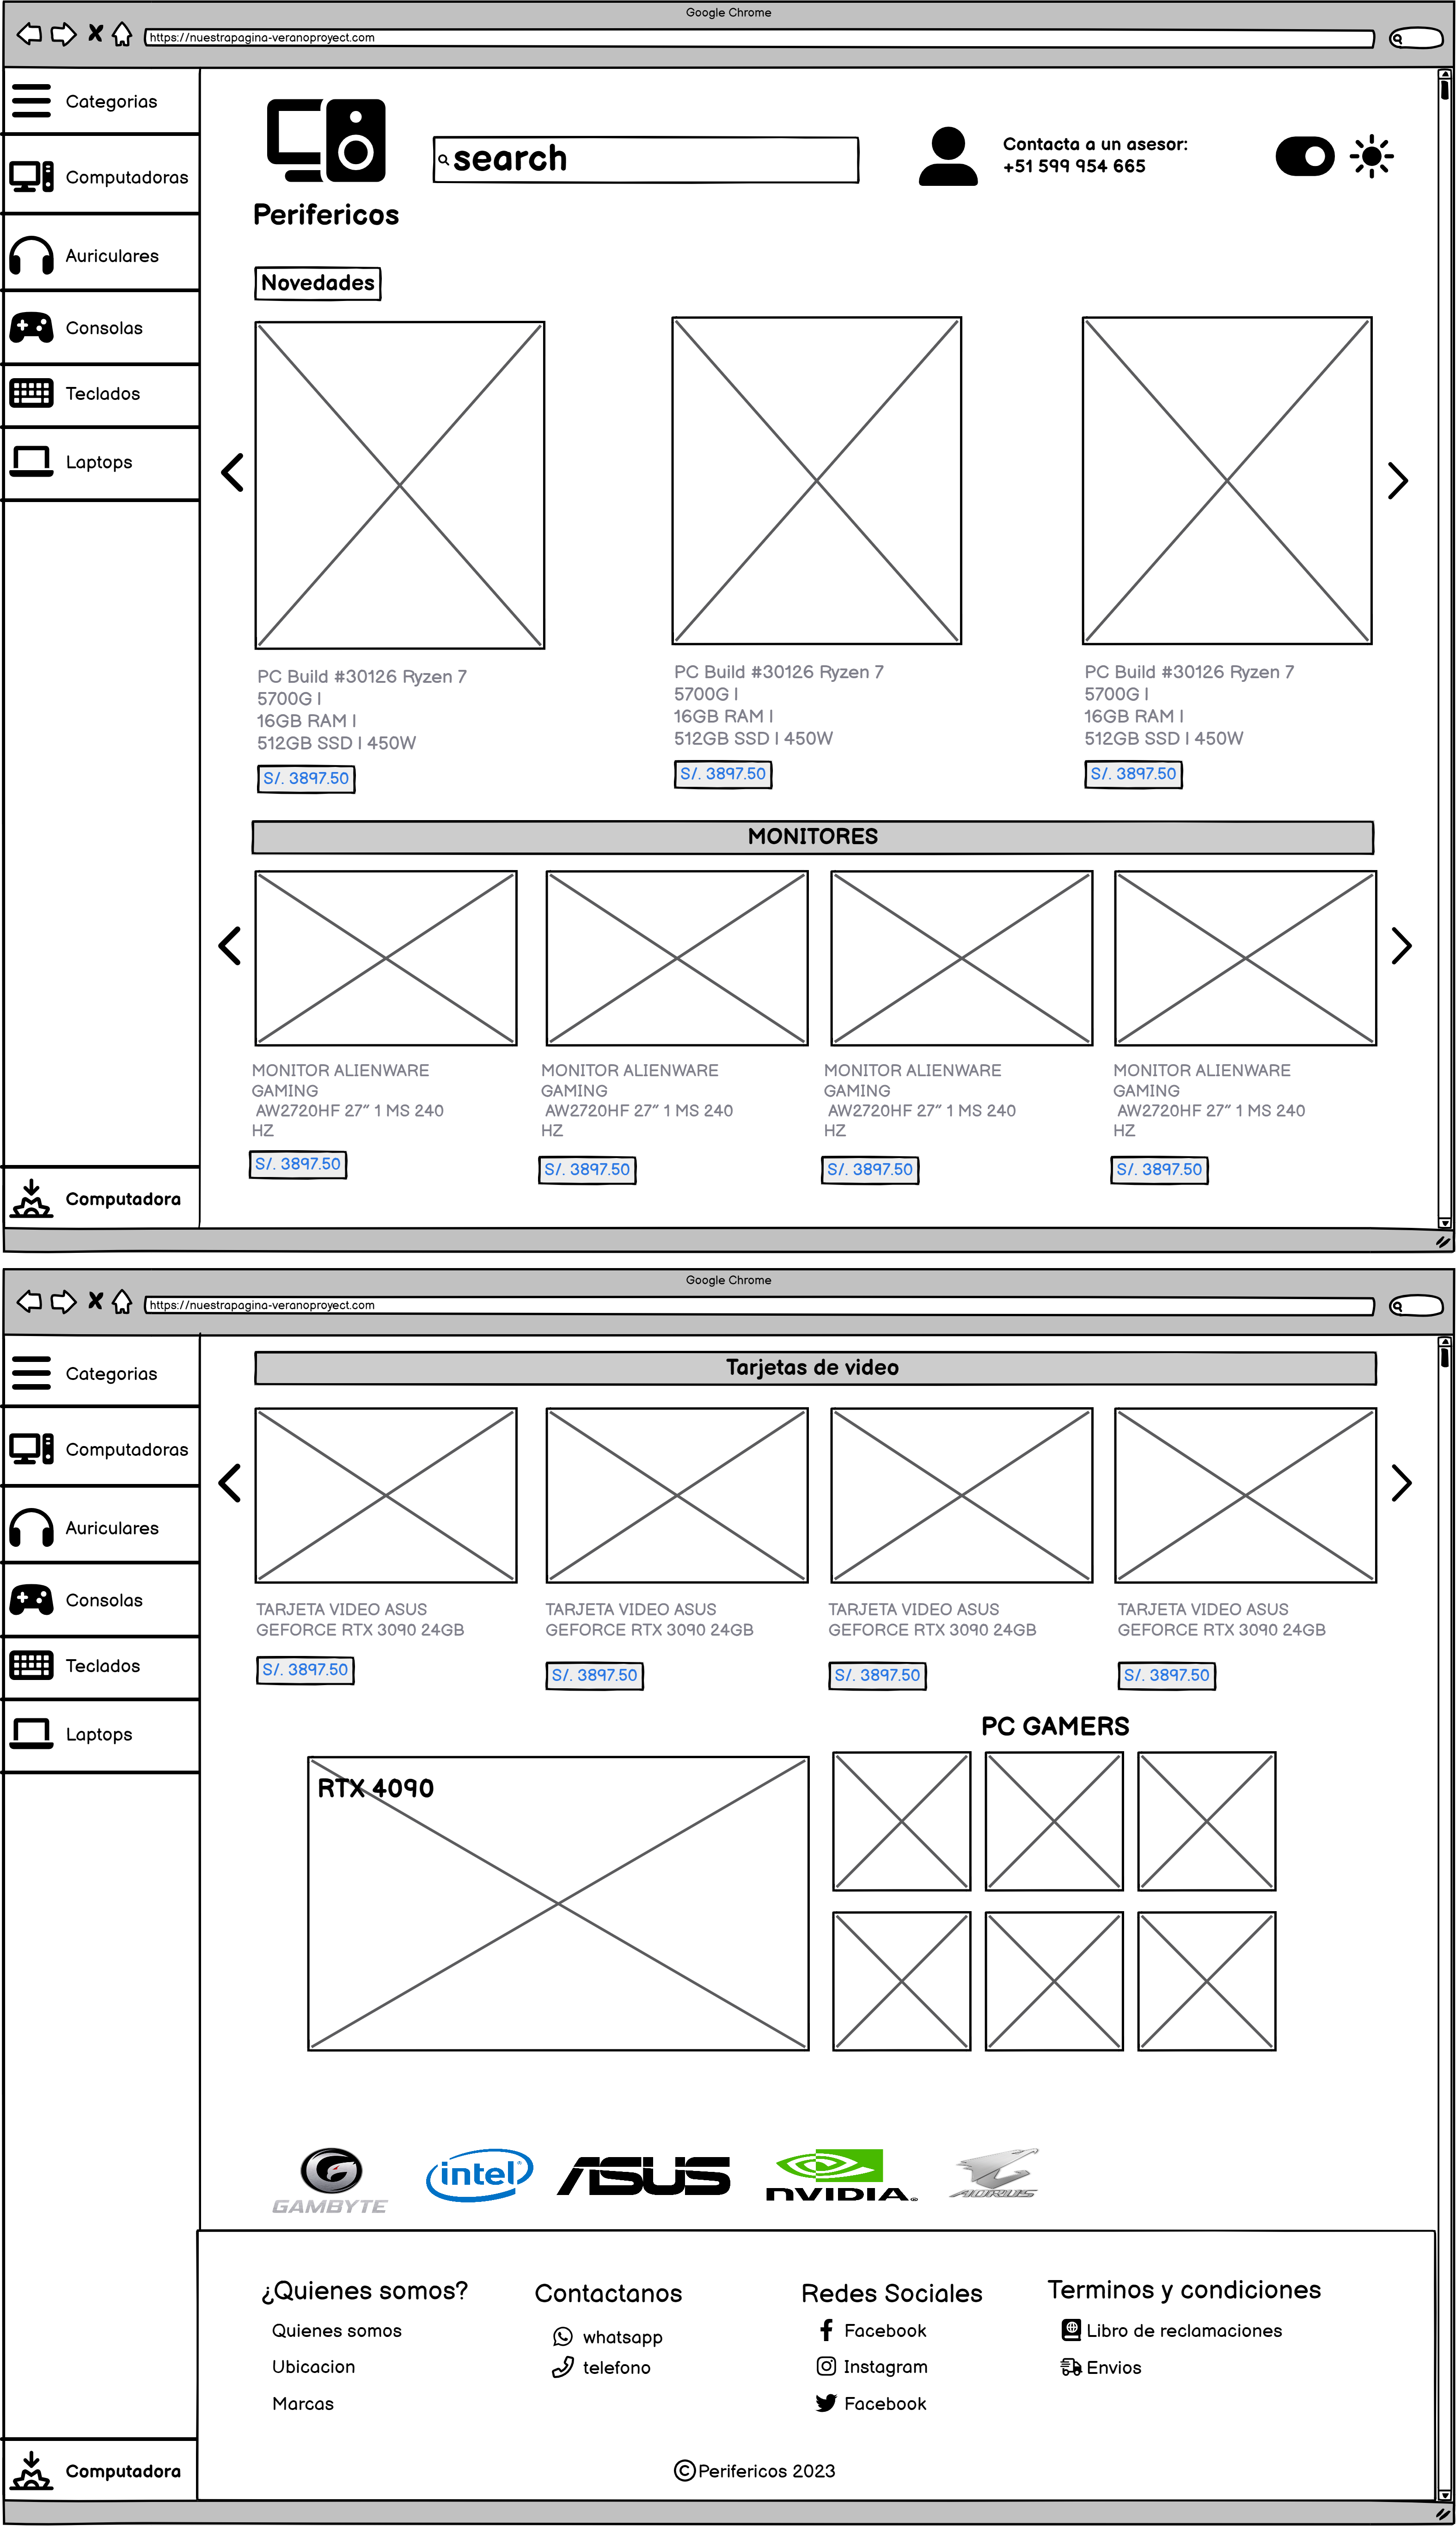 Google Chrome
https://nuestrapagina-veranoproyect.com
Categorias
Computadoras
Auriculares
Consolas
Teclados
Laptops
Computadora
Perifericos
search
Contacta a un asesor:
+51 599 954 665
Novedades
PC Build #30126 Ryzen 7
5700G |
16GB RAM |
512GB SSD | 450W
S/. 3897.50
PC Build #30126 Ryzen 7
5700G |
16GB RAM |
512GB SSD | 450W
S/. 3897.50
PC Build #30126 Ryzen 7
5700G |
16GB RAM |
512GB SSD | 450W
S/. 3897.50
MONITORES
MONITOR ALIENWARE
GAMING
AW2720HF 27” 1 MS 240
HZ
S/. 3897.50
MONITOR ALIENWARE
GAMING
AW2720HF 27” 1 MS 240
HZ
S/. 3897.50
MONITOR ALIENWARE
GAMING
AW2720HF 27” 1 MS 240
HZ
S/. 3897.50
MONITOR ALIENWARE
GAMING
AW2720HF 27” 1 MS 240
HZ
S/. 3897.50
Google Chrome
https://nuestrapagina-veranoproyect.com
Categorias
Computadoras
Auriculares
Consolas
Teclados
Laptops
Computadora
Tarjetas de video
TARJETA VIDEO ASUS
GEFORCE RTX 3090 24GB
S/. 3897.50
TARJETA VIDEO ASUS
GEFORCE RTX 3090 24GB
S/. 3897.50
TARJETA VIDEO ASUS
GEFORCE RTX 3090 24GB
S/. 3897.50
TARJETA VIDEO ASUS
GEFORCE RTX 3090 24GB
S/. 3897.50
PC GAMERS
RTX 4090
GAMBYTE
intel®
ASUS
NVIDIA®
AORUS
¿Quienes somos?
Quienes somos
Ubicacion
Marcas
Contactanos
whatsapp
telefono
Redes Sociales
Facebook
Instagram
Facebook
Terminos y condiciones
Libro de reclamaciones
Envios
© Perifericos 2023